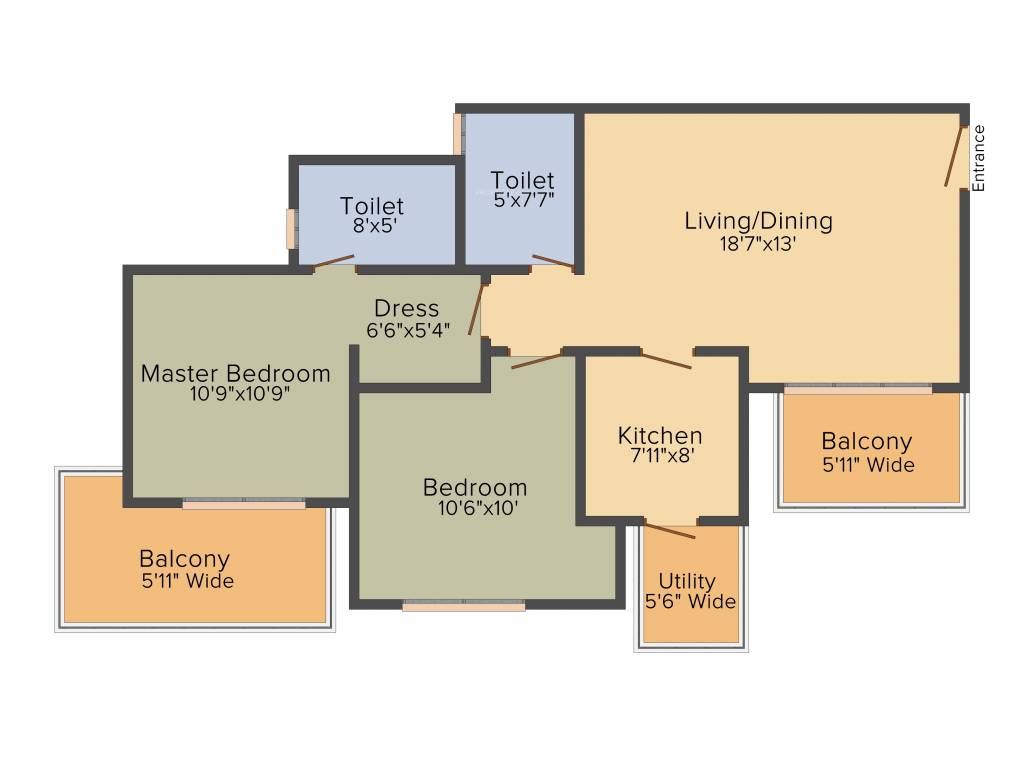 Entrance
Toilet
5'x7'7"
Toilet
8'x5'
Living/Dining
18'7"x13'
Dress
6'6"x5'4"
Master Bedroom
10'9"x10'9"
Kitchen
7'11"x8'
Balcony
5'11" Wide
Bedroom
10'6"x10'
Balcony
5'11" Wide
Utility
5'6" Wide